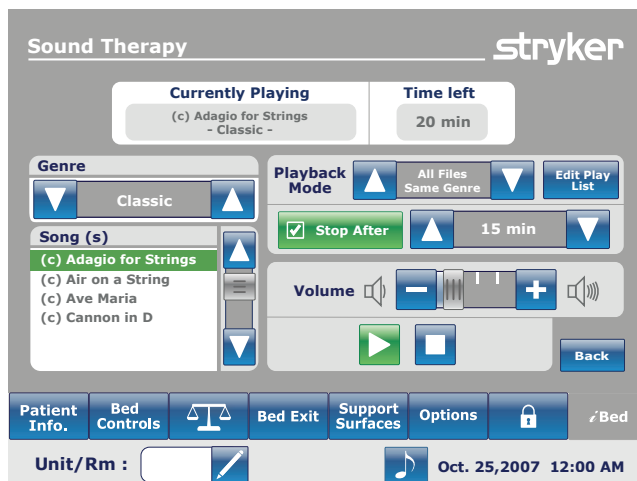 Sound Therapy
stryker
Currently Playing
Time left
(c) Adagio for Strings
- Classic -
20 min
Genre
Classic
Playback
Mode
All Files
Same Genre
Edit Play
List
Stop After
15 min
Song (s)
(c) Adagio for Strings
(c) Air on a String
(c) Ave Maria
(c) Cannon in D
Volume
Back
Patient
Info.
Bed
Controls
Bed Exit
Support
Surfaces
Options
iBed
Unit/Rm :
Oct. 25,2007 12:00 AM